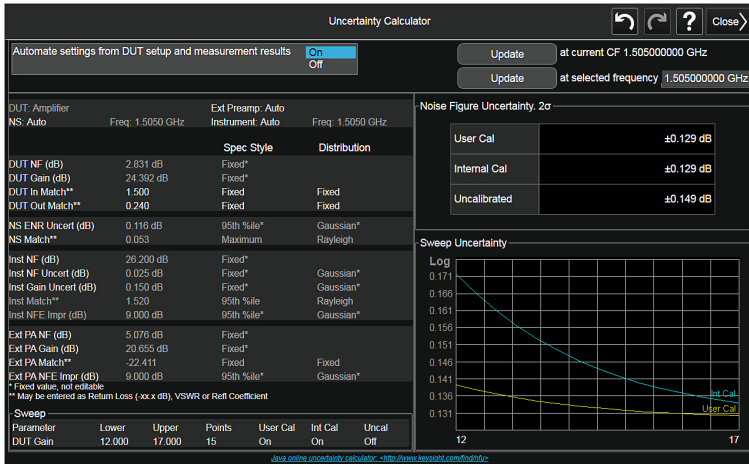 Uncertainty Calculator
?
Close
Automate settings from DUT setup and measurement results
On
Off
Update at current CF 1.505000000 GHz
Update at selected frequency 1.505000000 GHz
DUT: Amplifier Ext Preamp: Auto
NS: Auto Freq: 1.5050 GHz Instrument: Auto Freq: 1.5050 GHz
Spec Style Distribution
DUT NF (dB) 2.831 dB Fixed*
DUT Gain (dB) 24.392 dB Fixed*
DUT In Match** 1.500 Fixed Fixed
DUT Out Match** 0.240 Fixed Fixed
NS ENR Uncert (dB) 0.116 dB 95th %ile* Gaussian*
NS Match** 0.053 Maximum Rayleigh
Inst NF (dB) 26.200 dB Fixed*
Inst NF Uncert (dB) 0.025 dB Fixed* Gaussian*
Inst Gain Uncert (dB) 0.150 dB Fixed* Gaussian*
Inst Match** 1.520 95th %ile Rayleigh
Inst NFE Impr (dB) 9.000 dB 95th %ile* Gaussian*
Ext PA NF (dB) 5.076 dB Fixed*
Ext PA Gain (dB) 20.655 dB Fixed*
Ext PA Match** -22.411 Fixed Fixed
Ext PA NFE Impr (dB) 9.000 dB 95th %ile* Gaussian*
* Fixed value, not editable
** May be entered as Return Loss (-xx.x dB), VSWR or Refl Coefficient
Sweep
Parameter Lower Upper Points User Cal Int Cal Uncal
DUT Gain 12.000 17.000 15 On On Off
Noise Figure Uncertainty, 2σ
User Cal ±0.129 dB
Internal Cal ±0.129 dB
Uncalibrated ±0.149 dB
Sweep Uncertainty
Log
0.171
0.166
0.161
0.156
0.151
0.146
0.141
0.136
0.131
Int Cal
User Cal
12 17
Java online uncertainty calculator: <http://www.keysight.com/find/nfu>